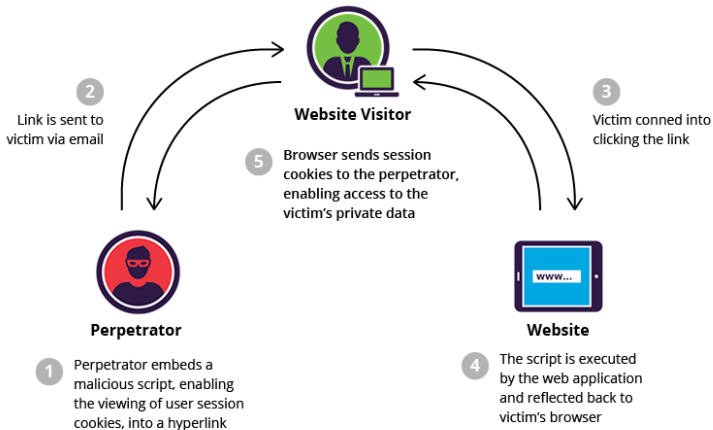 2
Link is sent to
victim via email
Website Visitor
3
Victim conned into
clicking the link
5
Browser sends session
cookies to the perpetrator,
enabling access to the
victim's private data
www...
Perpetrator
Website
1
Perpetrator embeds a
malicious script, enabling
the viewing of user session
cookies, into a hyperlink
4
The script is executed
by the web application
and reflected back to
victim's browser